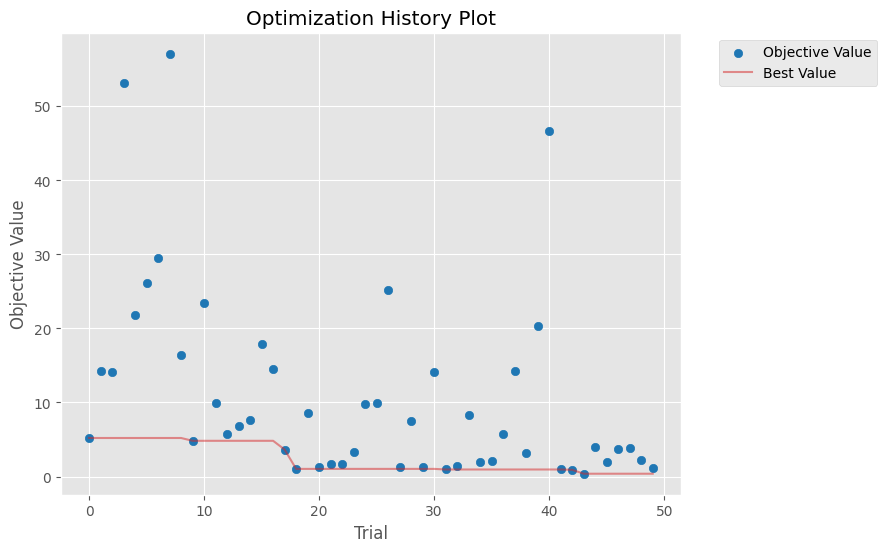 Optimization History Plot
Objective Value
Best Value
Objective Value
50
40
30
20
10
0
0 10 20 30 40 50
Trial